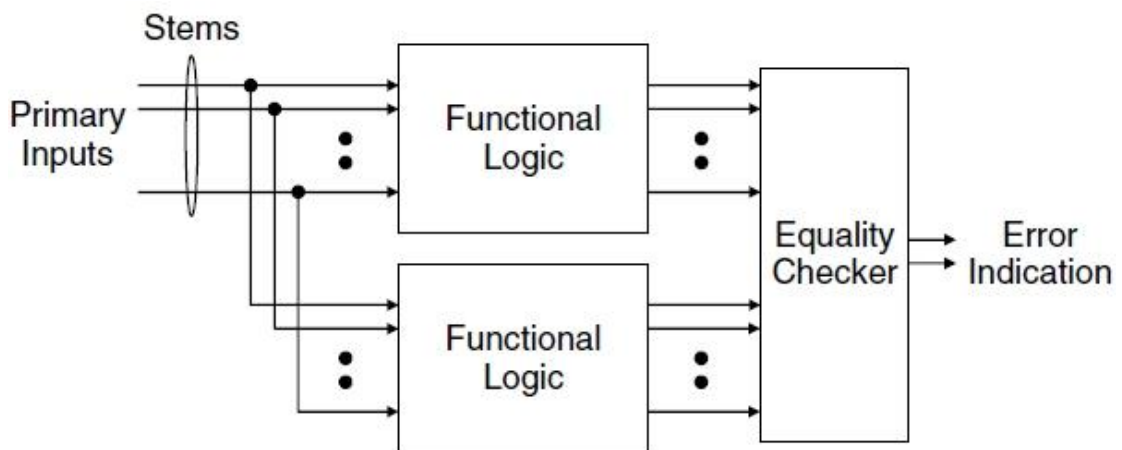 Stems
Primary
Inputs
Functional
Logic
Functional
Logic
Equality
Checker
Error
Indication